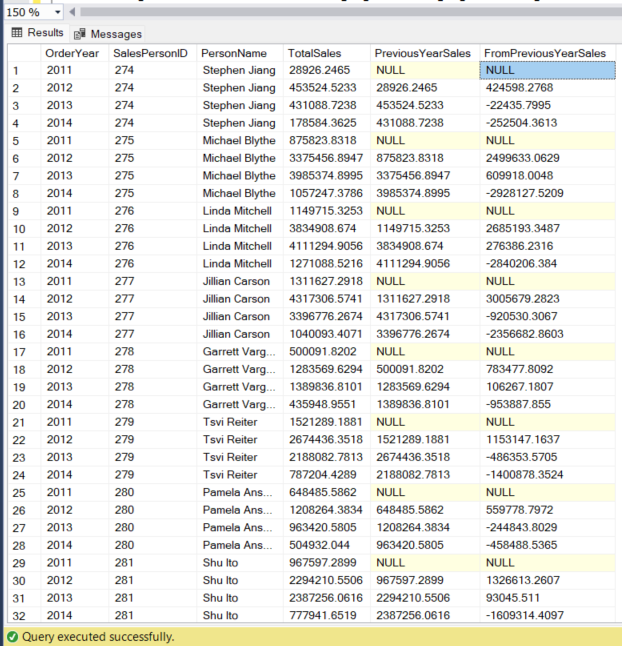 150 %
Results Messages
OrderYear SalesPersonID PersonName TotalSales PreviousYearSales FromPreviousYearSales
1 2011 274 Stephen Jiang 28926.2465 NULL NULL
2 2012 274 Stephen Jiang 453524.5233 28926.2465 424598.2768
3 2013 274 Stephen Jiang 431088.7238 453524.5233 -22435.7995
4 2014 274 Stephen Jiang 178584.3625 431088.7238 -252504.3613
5 2011 275 Michael Blythe 875823.8318 NULL NULL
6 2012 275 Michael Blythe 3375456.8947 875823.8318 2499633.0629
7 2013 275 Michael Blythe 3985374.8995 3375456.8947 609918.0048
8 2014 275 Michael Blythe 1057247.3786 3985374.8995 -2928127.5209
9 2011 276 Linda Mitchell 1149715.3253 NULL NULL
10 2012 276 Linda Mitchell 3834908.674 1149715.3253 2685193.3487
11 2013 276 Linda Mitchell 4111294.9056 3834908.674 276386.2316
12 2014 276 Linda Mitchell 1271088.5216 4111294.9056 -2840206.384
13 2011 277 Jillian Carson 1311627.2918 NULL NULL
14 2012 277 Jillian Carson 4317306.5741 1311627.2918 3005679.2823
15 2013 277 Jillian Carson 3396776.2674 4317306.5741 -920530.3067
16 2014 277 Jillian Carson 1040093.4071 3396776.2674 -2356682.8603
17 2011 278 Garrett Varg... 500091.8202 NULL NULL
18 2012 278 Garrett Varg... 1283569.6294 500091.8202 783477.8092
19 2013 278 Garrett Varg... 1389836.8101 1283569.6294 106267.1807
20 2014 278 Garrett Varg... 435948.9551 1389836.8101 -953887.855
21 2011 279 Tsvi Reiter 1521289.1881 NULL NULL
22 2012 279 Tsvi Reiter 2674436.3518 1521289.1881 1153147.1637
23 2013 279 Tsvi Reiter 2188082.7813 2674436.3518 -486353.5705
24 2014 279 Tsvi Reiter 787204.4289 2188082.7813 -1400878.3524
25 2011 280 Pamela Ans... 648485.5862 NULL NULL
26 2012 280 Pamela Ans... 1208264.3834 648485.5862 559778.7972
27 2013 280 Pamela Ans... 963420.5805 1208264.3834 -244843.8029
28 2014 280 Pamela Ans... 504932.044 963420.5805 -458488.5365
29 2011 281 Shu Ito 967597.2899 NULL NULL
30 2012 281 Shu Ito 2294210.5506 967597.2899 1326613.2607
31 2013 281 Shu Ito 2387256.0616 2294210.5506 93045.511
32 2014 281 Shu Ito 777941.6519 2387256.0616 -1609314.4097
Query executed successfully.